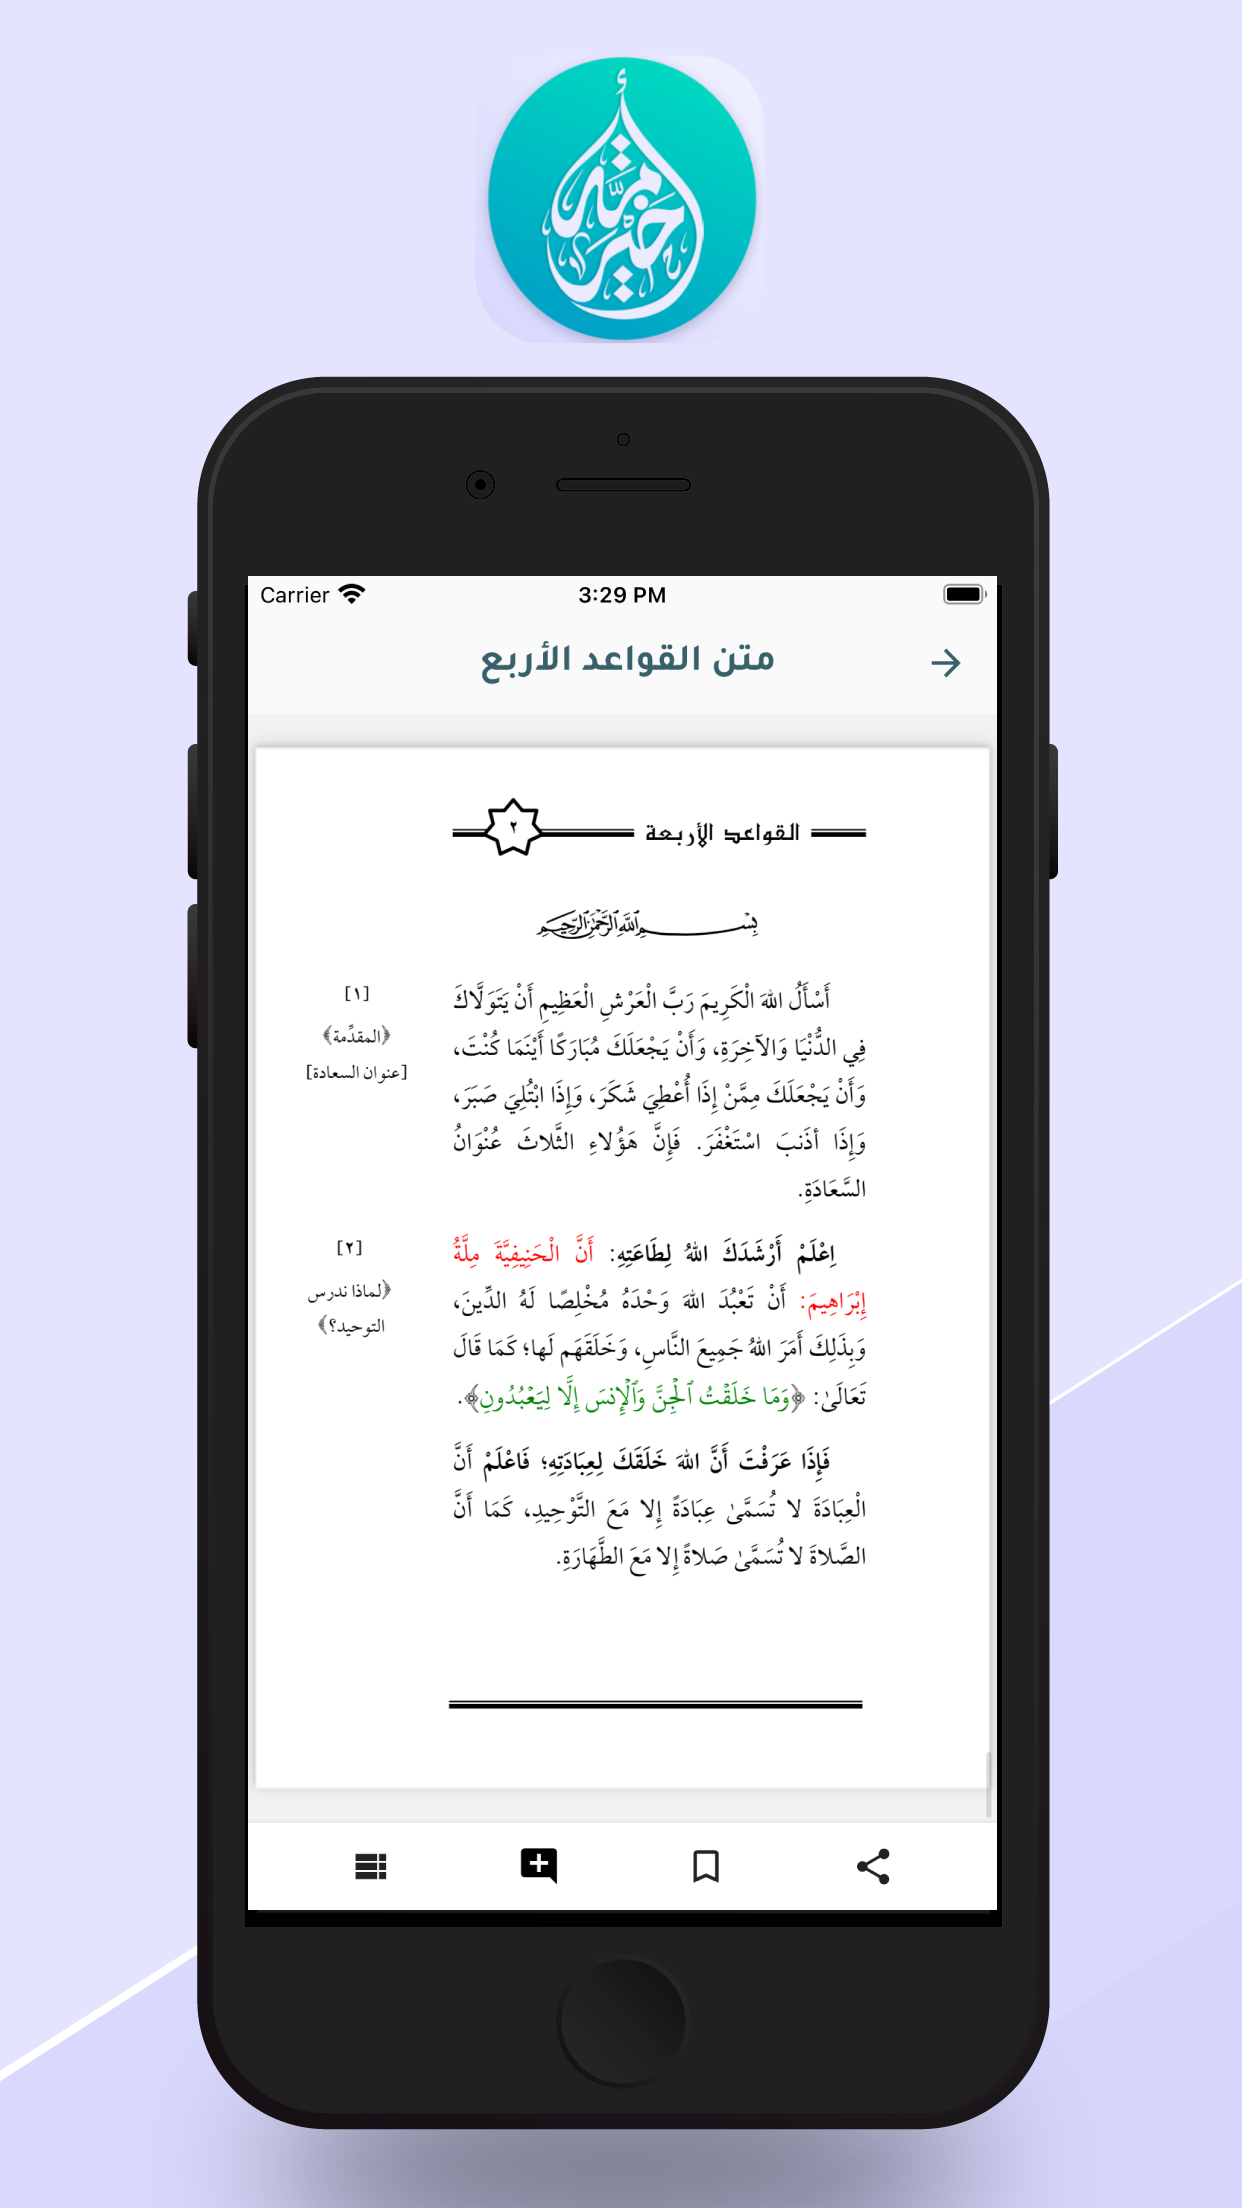 خير أمة
Carrier
3:29 PM
متن القواعد الأربع
القواعد الأربعة
٢
بِسْمِ اللَّهِ الرَّحْمَٰنِ الرَّحِيمِ
[١]
﴿المقدِّمة﴾
[عنوان السعادة]
أَسْأَلُ اللهَ الْكَرِيمَ رَبَّ الْعَرْشِ الْعَظِيمِ أَنْ يَتَوَلَّاكَ
فِي الدُّنْيَا وَالآخِرَةِ، وَأَنْ يَجْعَلَكَ مُبَارَكًا أَيْنَمَا كُنْتَ،
وَأَنْ يَجْعَلَكَ مِمَّنْ إِذَا أُعْطِيَ شَكَرَ، وَإِذَا ابْتُلِيَ صَبَرَ،
وَإِذَا أذَنبَ اسْتَغْفَرَ. فَإِنَّ هَؤُلاءِ الثَّلاثَ عُنْوَانُ
السَّعَادَةِ.
[٢]
﴿لماذا ندرس
التوحيد؟﴾
اِعْلَمْ أَرْشَدَكَ اللهُ لِطَاعَتِهِ: أَنَّ الْحَنِيفِيَّةَ مِلَّةُ
إِبْرَاهِيمَ: أَنْ تَعْبُدَ اللهَ وَحْدَهُ مُخْلِصًا لَهُ الدِّينَ،
وَبِذَلِكَ أَمَرَ اللهُ جَمِيعَ النَّاسِ، وَخَلَقَهَم لَها؛ كَمَا قَالَ
تَعَالَىٰ: ﴿وَمَا خَلَقْتُ ٱلْجِنَّ وَٱلْإِنسَ إِلَّا لِيَعْبُدُونِ﴾.
فَإِذَا عَرَفْتَ أَنَّ اللهَ خَلَقَكَ لِعِبَادَتِهِ؛ فَاعْلَمْ أَنَّ
الْعِبَادَةَ لا تُسَمَّىٰ عِبَادَةً إِلا مَعَ التَّوْحِيدِ، كَمَا أَنَّ
الصَّلاةَ لا تُسَمَّىٰ صَلاةً إِلا مَعَ الطَّهَارَةِ.